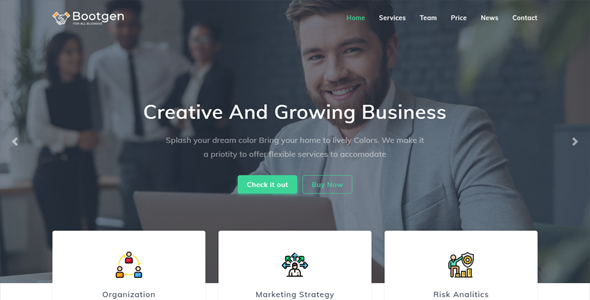 Bootgen
FOR ALL BUSINESS
Home Services Team Price News Contact
Creative And Growing Business
Splash your dream color Bring your home to lively Colors. We make it
a priotity to offer flexible services to accomodate
Check it out Buy Now
Organization Marketing Strategy Risk Analitics